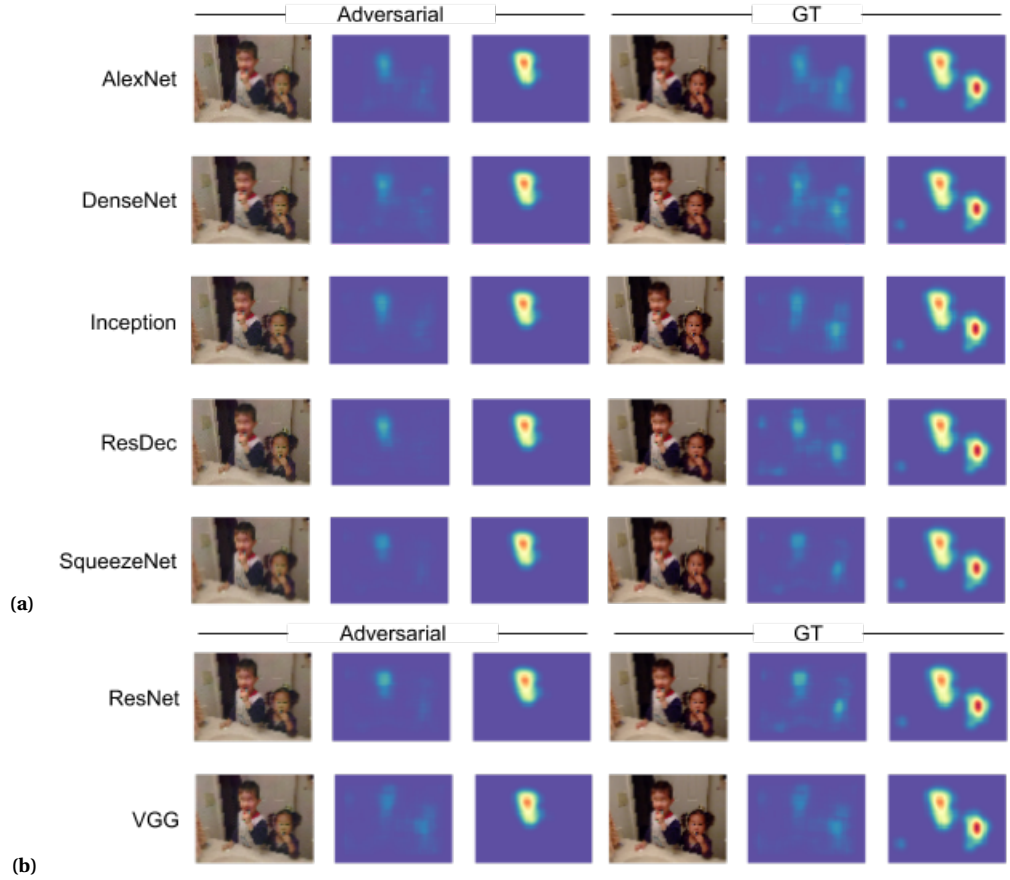 Adversarial GT
AlexNet
DenseNet
Inception
ResDec
SqueezeNet
(a)
Adversarial GT
ResNet
VGG
(b)